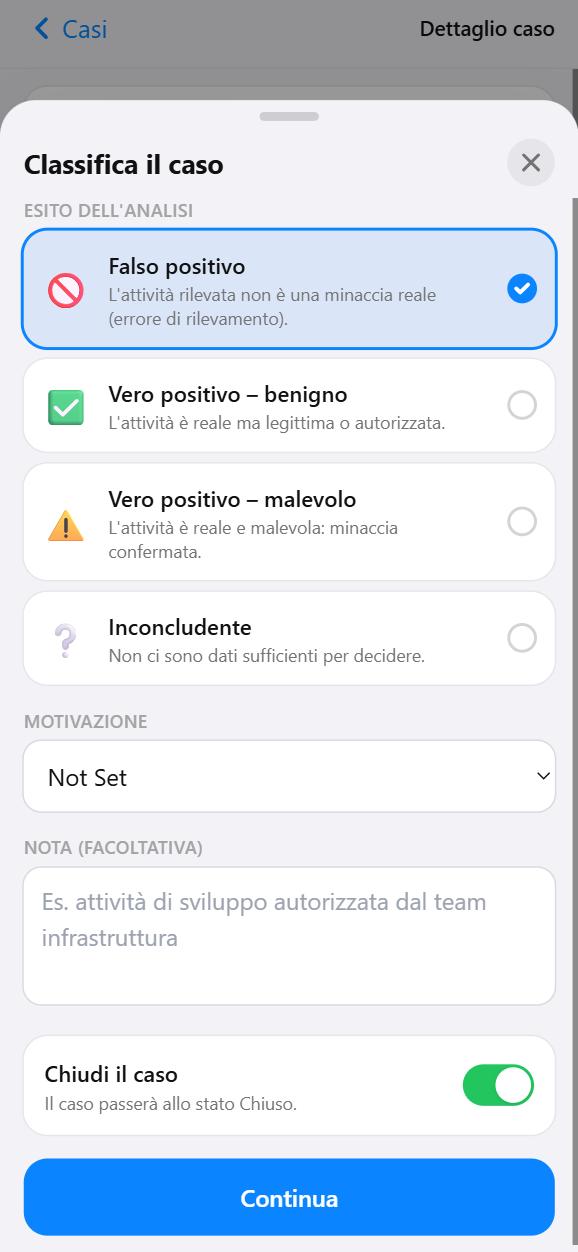 Casi
Dettaglio caso
Classifica il caso
ESITO DELL'ANALISI
Falso positivo
L'attività rilevata non è una minaccia reale
(errore di rilevamento).
Vero positivo – benigno
L'attività è reale ma legittima o autorizzata.
Vero positivo – malevolo
L'attività è reale e malevola: minaccia
confermata.
Inconcludente
Non ci sono dati sufficienti per decidere.
MOTIVAZIONE
Not Set
NOTA (FACOLTATIVA)
Es. attività di sviluppo autorizzata dal team
infrastruttura
Chiudi il caso
Il caso passerà allo stato Chiuso.
Continua